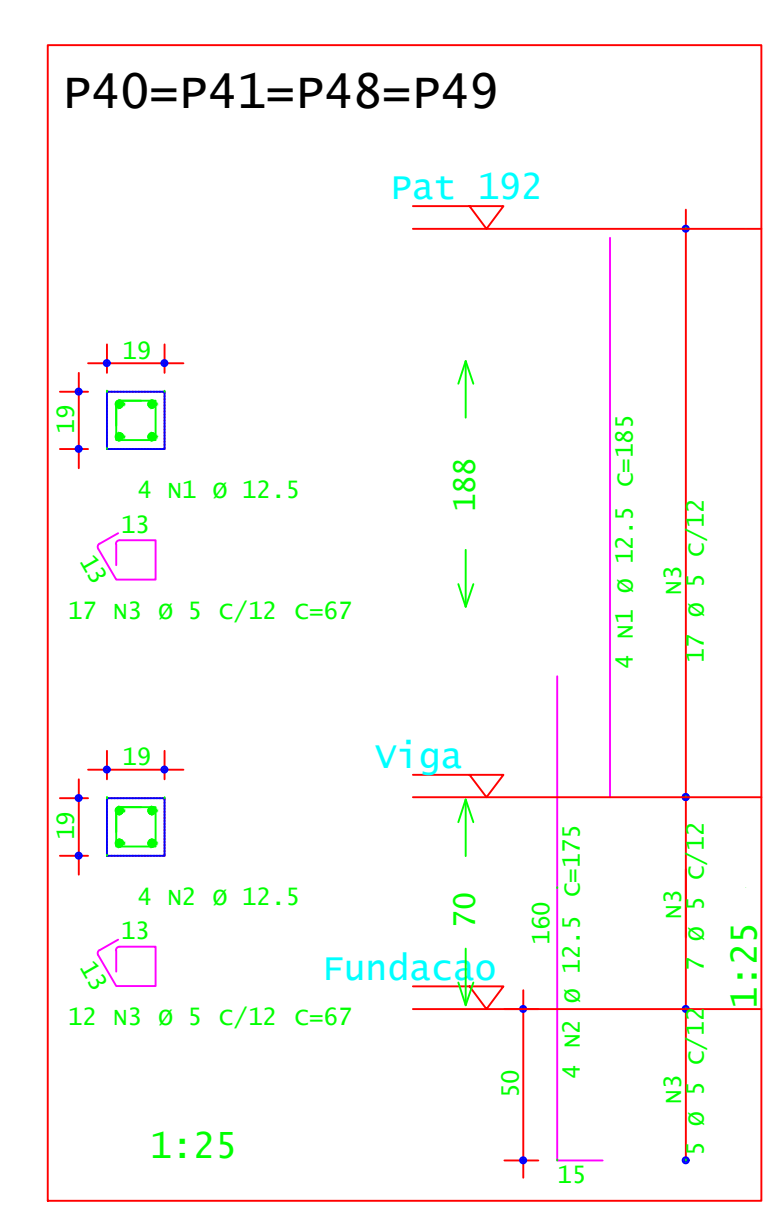 P40=P41=P48=P49
Pat 192
19
19
4 N1 Ø 12.5
13
13
17 N3 Ø 5 C/12 C=67
188
4 N1 Ø 12.5 C=185
N3
17 Ø 5 C/12
Viga
19
19
4 N2 Ø 12.5
13
13
12 N3 Ø 5 C/12 C=67
70
160
4 N2 Ø 12.5 C=175
N3
7 Ø 5 C/12
1:25
Fundacao
50
N3
5 Ø 5 C/12
15
1:25